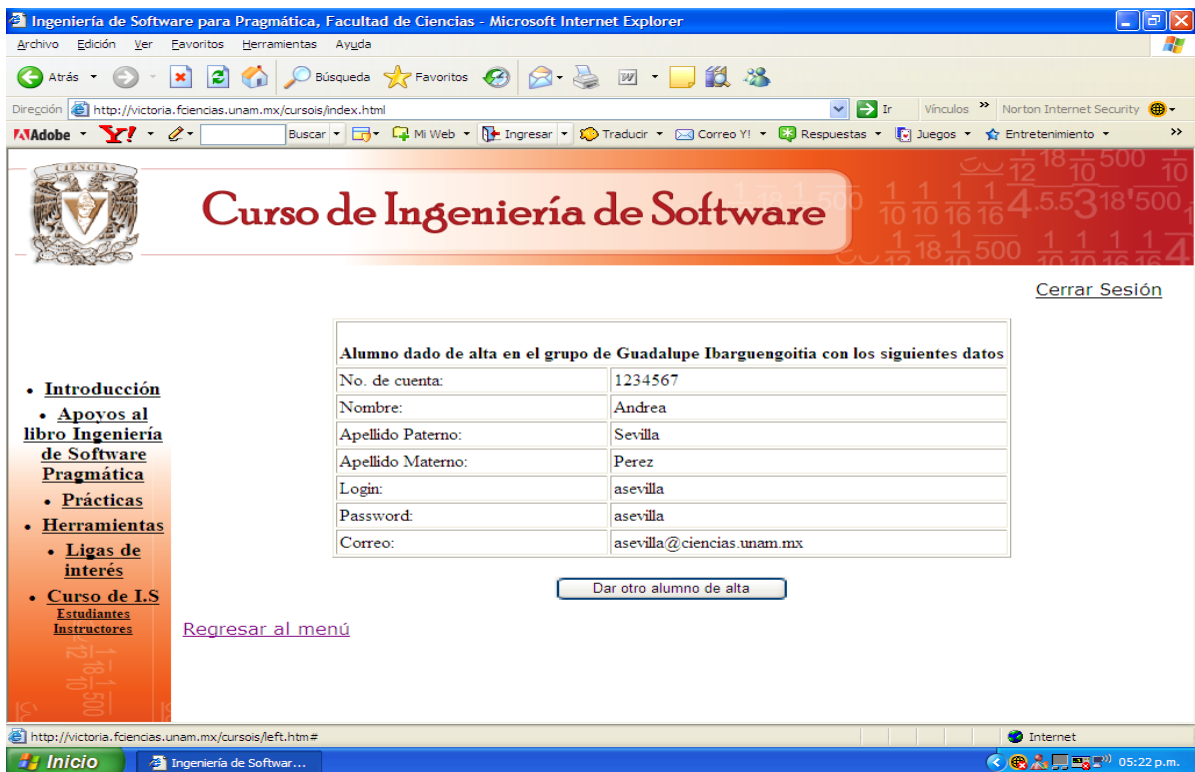 Ingeniería de Software para Pragmática, Facultad de Ciencias - Microsoft Internet Explorer
Archivo Edición Ver Favoritos Herramientas Ayuda
Atrás Búsqueda Favoritos
Dirección http://victoria.fciencias.unam.mx/cursois/index.html Ir Vínculos » Norton Internet Security
Adobe Y! Buscar Mi Web Ingresar Traducir Correo Y! Respuestas Juegos Entretenimiento »
CIENCIAS
Curso de Ingeniería de Software
Cerrar Sesión
Alumno dado de alta en el grupo de Guadalupe Ibarguengoitia con los siguientes datos
No. de cuenta: 1234567
Nombre: Andrea
Apellido Paterno: Sevilla
Apellido Materno: Perez
Login: asevilla
Password: asevilla
Correo: asevilla@ciencias.unam.mx
Dar otro alumno de alta
Regresar al menú
• Introducción
• Apoyos al
libro Ingeniería
de Software
Pragmática
• Prácticas
• Herramientas
• Ligas de
interés
• Curso de I.S
Estudiantes
Instructores
http://victoria.fciencias.unam.mx/cursois/left.htm# Internet
Inicio Ingeniería de Softwar... 05:22 p.m.